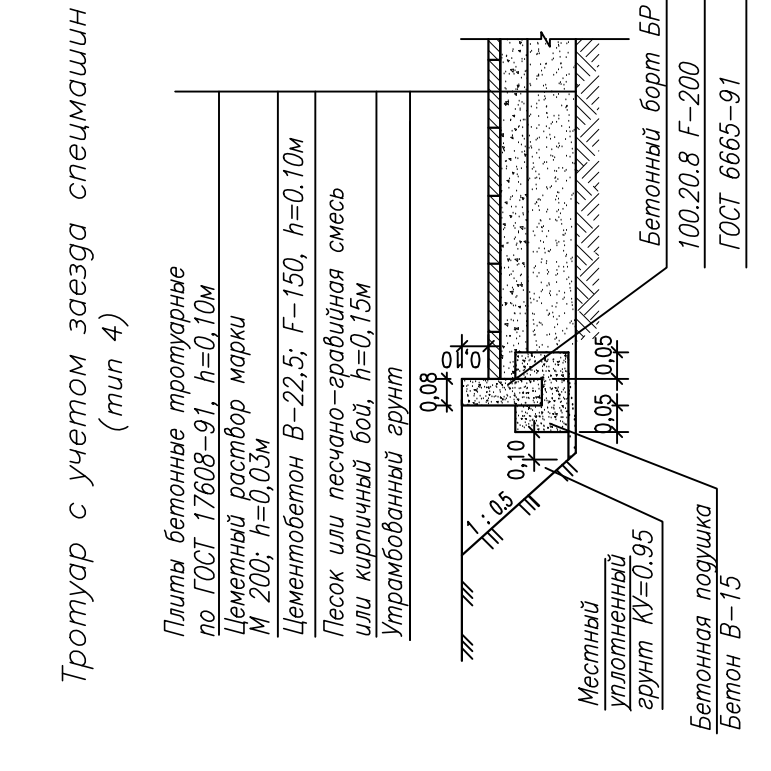 Тротуар с учетом заезда спецмашин
(тип 4)
Плиты бетонные тротуарные
по ГОСТ 17608-91, h=0,10м
Цеметный раствор марки
М 200; h=0,03м
Цементобетон В-22,5; F-150, h=0.10м
Песок или песчано-гравийная смесь
или кирпичный бой, h=0,15м
Утрамбованный грунт
0,08
0,10
1 : 0.5
0,10
0,05
0,05
Бетонный борт БР
100.20.8 F-200
ГОСТ 6665-91
Местный
уплотненный
грунт КУ=0.95
Бетонная подушка
Бетон В-15